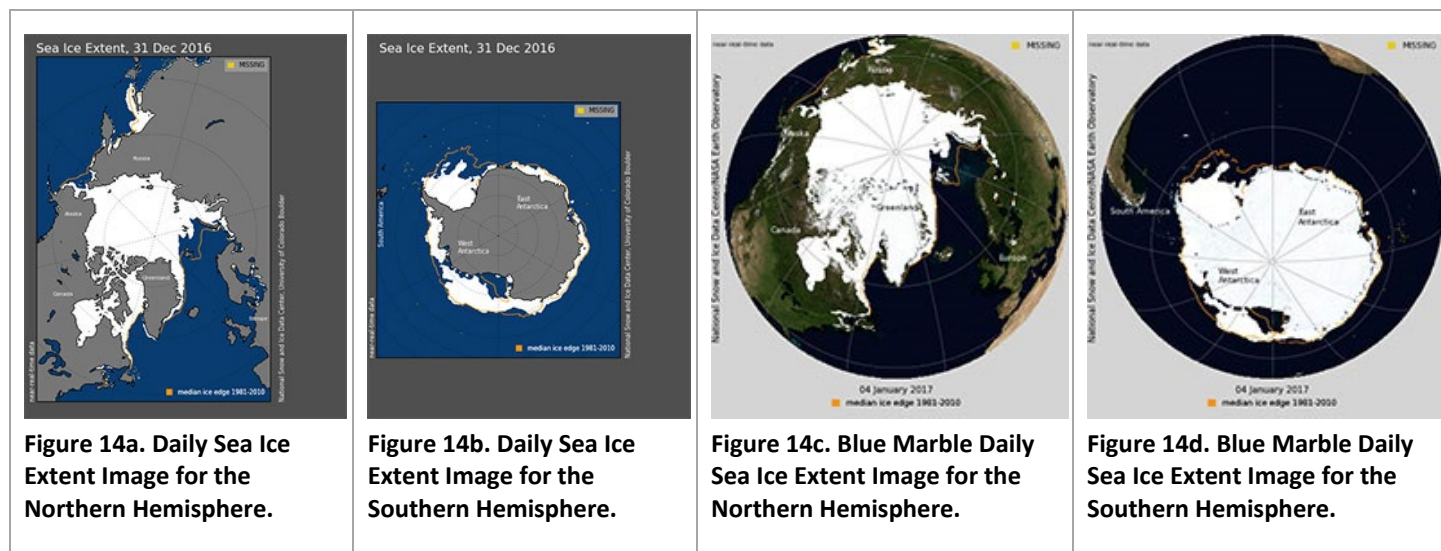 Sea Ice Extent, 31 Dec 2016
MISSING
Russia
Alaska
Greenland
Canada
Europe
near-real-time data
median ice edge 1981-2010
National Snow and Ice Data Center, University of Colorado Boulder
Figure 14a. Daily Sea Ice
Extent Image for the
Northern Hemisphere.
Sea Ice Extent, 31 Dec 2016
MISSING
South America
East
Antarctica
West
Antarctica
near-real-time data
median ice edge 1981-2010
National Snow and Ice Data Center, University of Colorado Boulder
Figure 14b. Daily Sea Ice
Extent Image for the
Southern Hemisphere.
near-real-time data
MISSING
National Snow and Ice Data Center/NASA Earth Observatory
Russia
Alaska
Greenland
Canada
Europe
04 January 2017
median ice edge 1981-2010
Figure 14c. Blue Marble Daily
Sea Ice Extent Image for the
Northern Hemisphere.
near-real-time data
MISSING
National Snow and Ice Data Center/NASA Earth Observatory
South America
East
Antarctica
West
Antarctica
04 January 2017
median ice edge 1981-2010
Figure 14d. Blue Marble Daily
Sea Ice Extent Image for the
Southern Hemisphere.